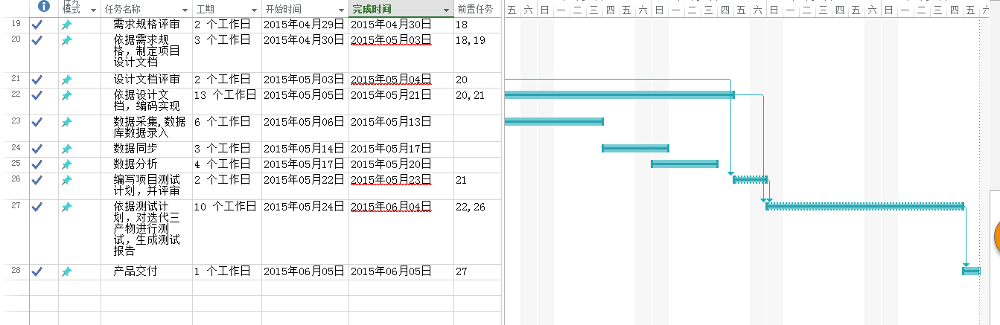 模式 任务名称 工期 开始时间 完成时间 前置任务 五 六 日 一 二 三 四 五 六 日 一 二 三 四 五 六 日 一 二 三 四 五 六 日 一 二 三 四 五 六
19 需求规格评审 2 个工作日 2015年04月29日 2015年04月30日 18
20 依据需求规 3 个工作日 2015年04月30日 2015年05月03日 18,19
格，制定项目
设计文档
21 设计文档评审 2 个工作日 2015年05月03日 2015年05月04日 20
22 依据设计文 13 个工作日 2015年05月05日 2015年05月21日 20,21
档，编码实现
23 数据采集,数据 6 个工作日 2015年05月06日 2015年05月13日
库数据录入
24 数据同步 3 个工作日 2015年05月14日 2015年05月17日
25 数据分析 4 个工作日 2015年05月17日 2015年05月20日
26 编写项目测试 2 个工作日 2015年05月22日 2015年05月23日 21
计划，并评审
27 依据测试计 10 个工作日 2015年05月24日 2015年06月04日 22,26
划，对迭代三
产物进行测
试，生成测试
报告
28 产品交付 1 个工作日 2015年06月05日 2015年06月05日 27